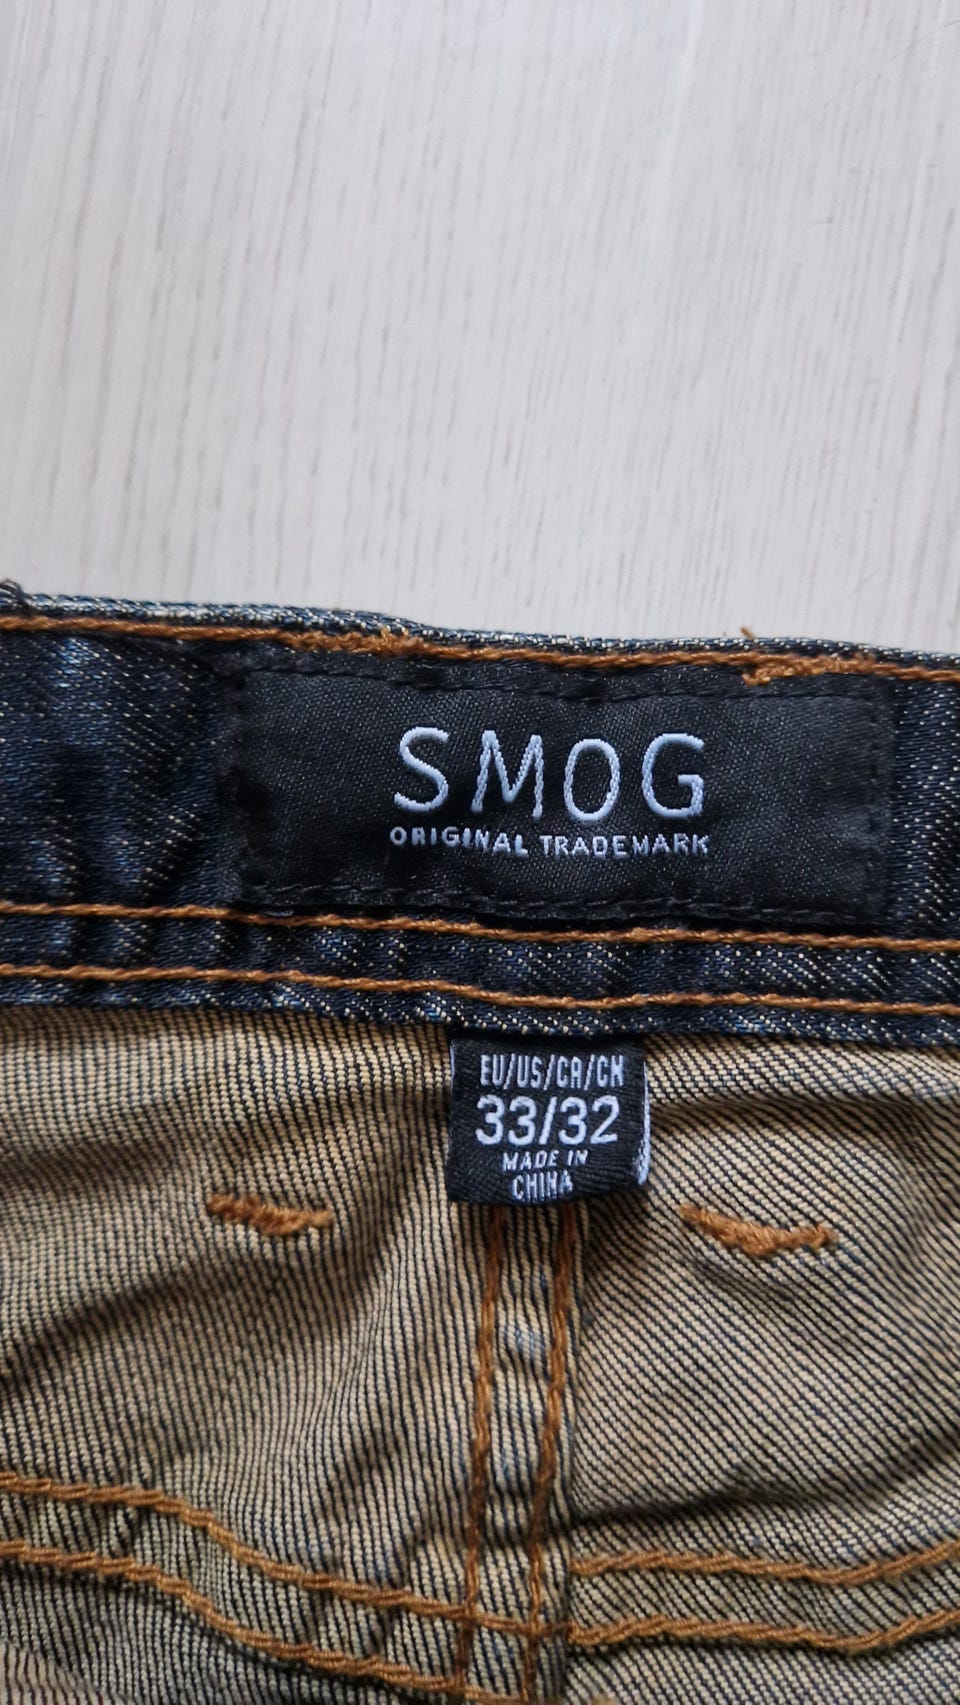 SMOG
ORIGINAL TRADEMARK
EU/US/CA/CN
33/32
MADE IN
CHINA